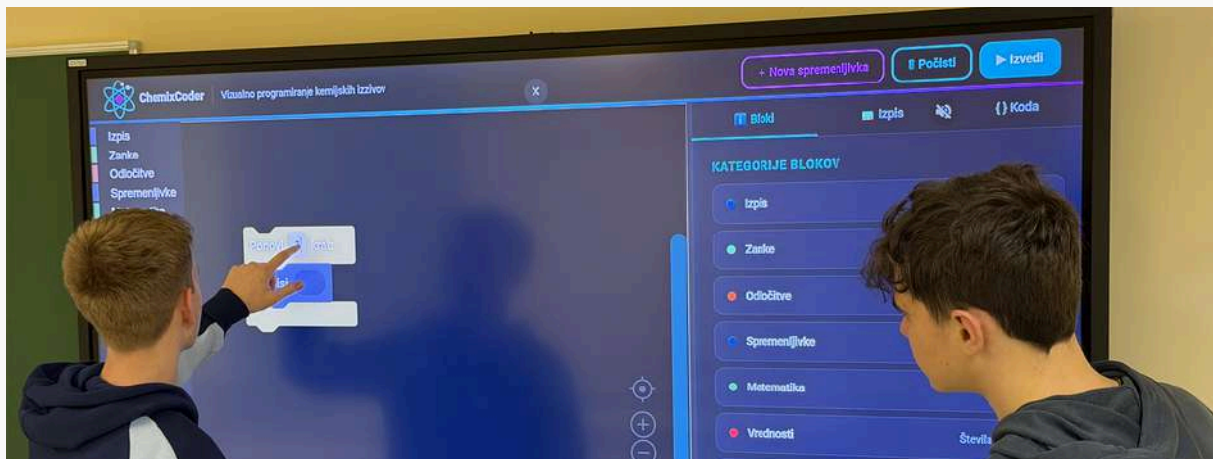 ChemixCoder Vizualno programiranje kemijskih izzivov
X
+ Nova spremenljivka
Počisti
▶ Izvedi
Izpis
Zanke
Odločitve
Spremenljivke
Ponovi
Bloki
Izpis
{} Koda
KATEGORIJE BLOKOV
Izpis
Zanke
Odločitve
Spremenljivke
Matematika
Vrednosti